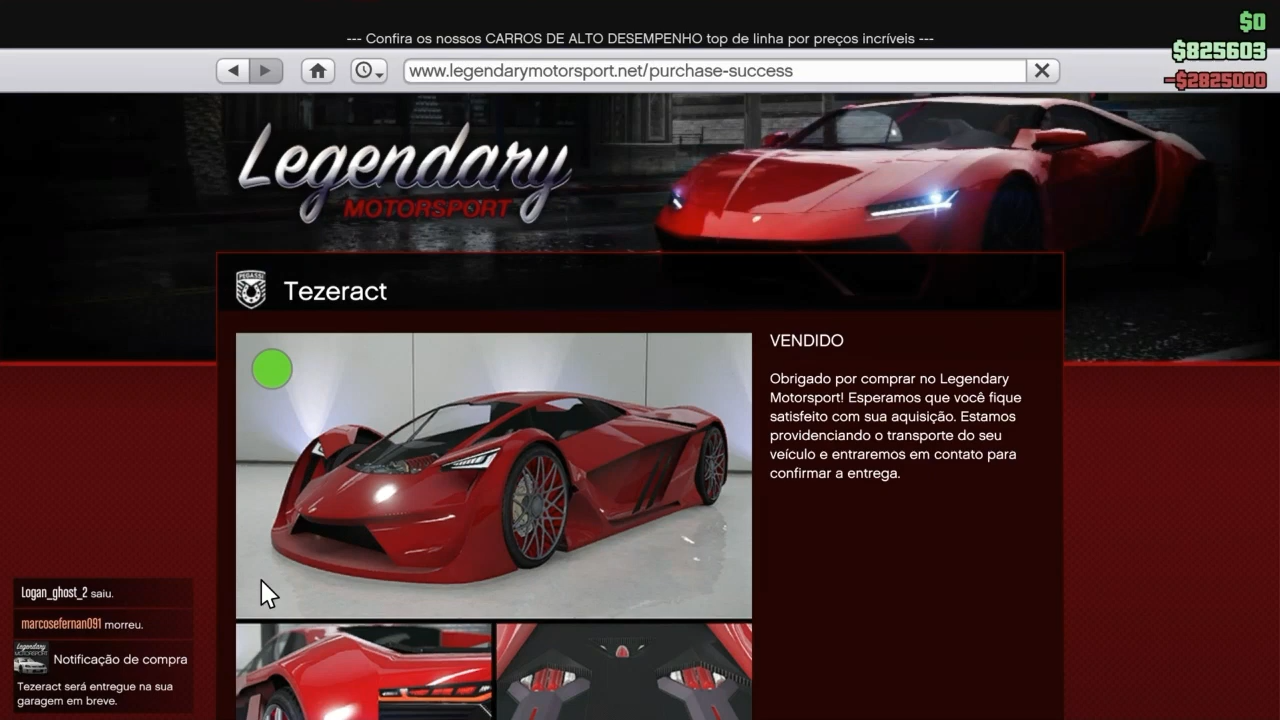 --- Confira os nossos CARROS DE ALTO DESEMPENHO top de linha por preços incríveis ---
$0
$825603
-$2825000
www.legendarymotorsport.net/purchase-success
Legendary
MOTORSPORT
PEGASSI
Tezeract
VENDIDO
Obrigado por comprar no Legendary
Motorsport! Esperamos que você fique
satisfeito com sua aquisição. Estamos
providenciando o transporte do seu
veículo e entraremos em contato para
confirmar a entrega.
Logan_ghost_2 saiu.
marcosefernan091 morreu.
Legendary
MOTORSPORT
Notificação de compra
Tezeract será entregue na sua
garagem em breve.